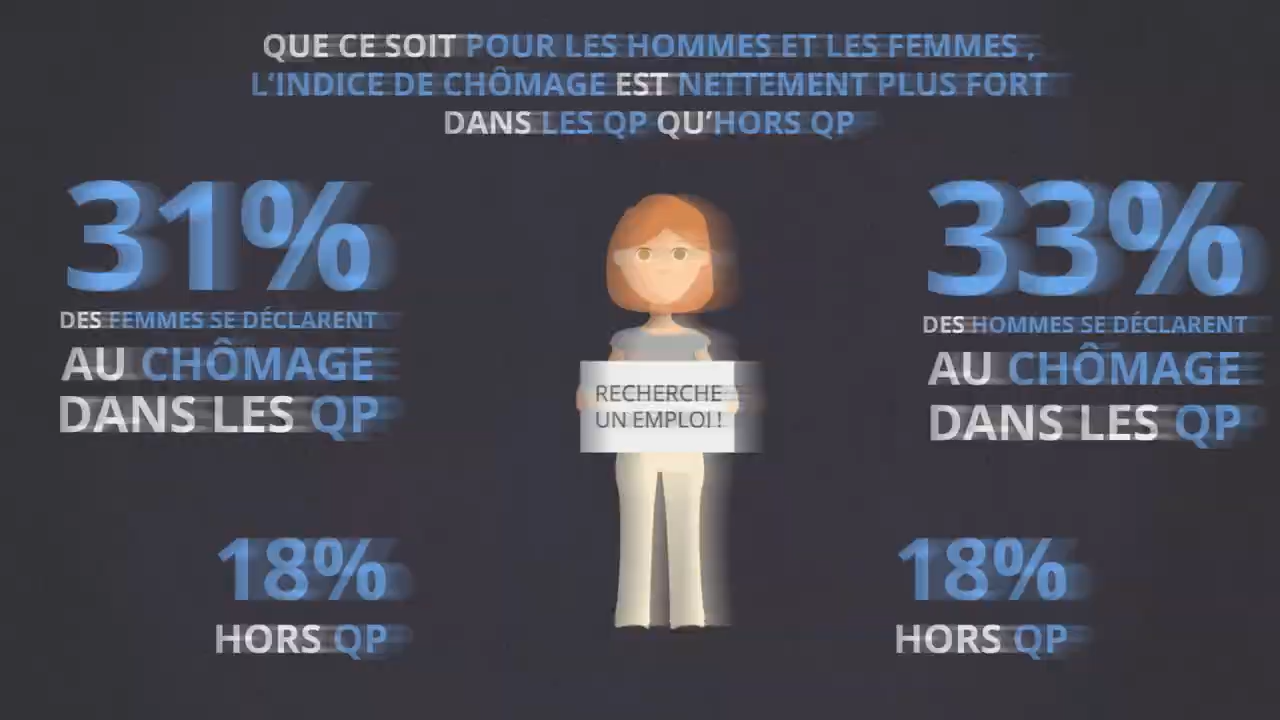 QUE CE SOIT POUR LES HOMMES ET LES FEMMES ,
L'INDICE DE CHÔMAGE EST NETTEMENT PLUS FORT
DANS LES QP QU'HORS QP
31%
DES FEMMES SE DÉCLARENT
AU CHÔMAGE
DANS LES QP
18%
HORS QP
RECHERCHE
UN EMPLOI !
33%
DES HOMMES SE DÉCLARENT
AU CHÔMAGE
DANS LES QP
18%
HORS QP